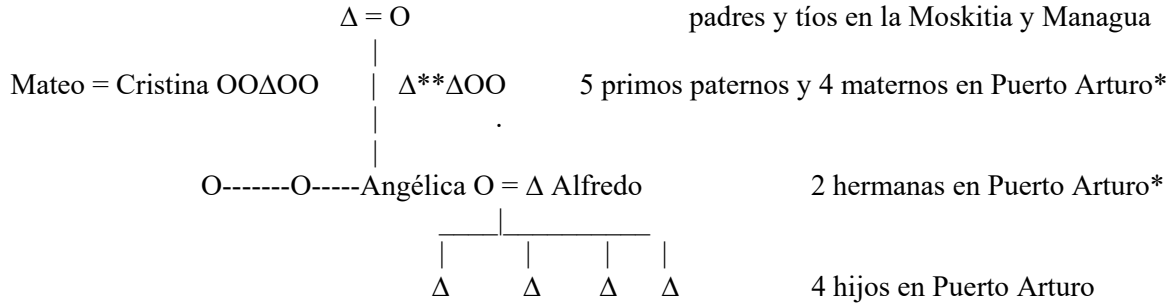 Δ = O padres y tíos en la Moskitia y Managua
Mateo = Cristina OOΔOO Δ**ΔOO 5 primos paternos y 4 maternos en Puerto Arturo*
.
O-------O-----Angélica O = Δ Alfredo 2 hermanas en Puerto Arturo*
Δ Δ Δ Δ 4 hijos en Puerto Arturo